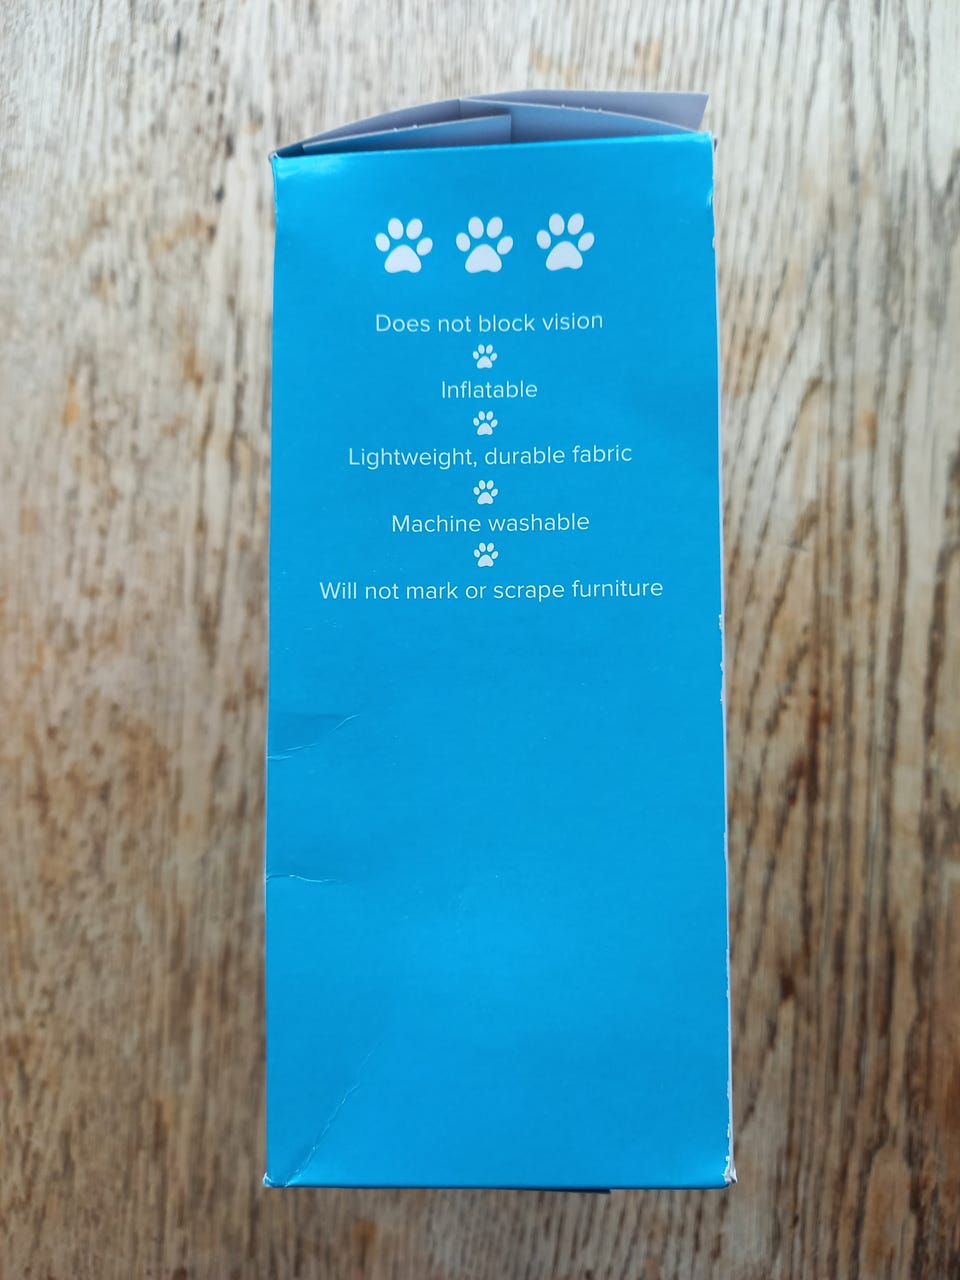 Does not block vision
Inflatable
Lightweight, durable fabric
Machine washable
Will not mark or scrape furniture